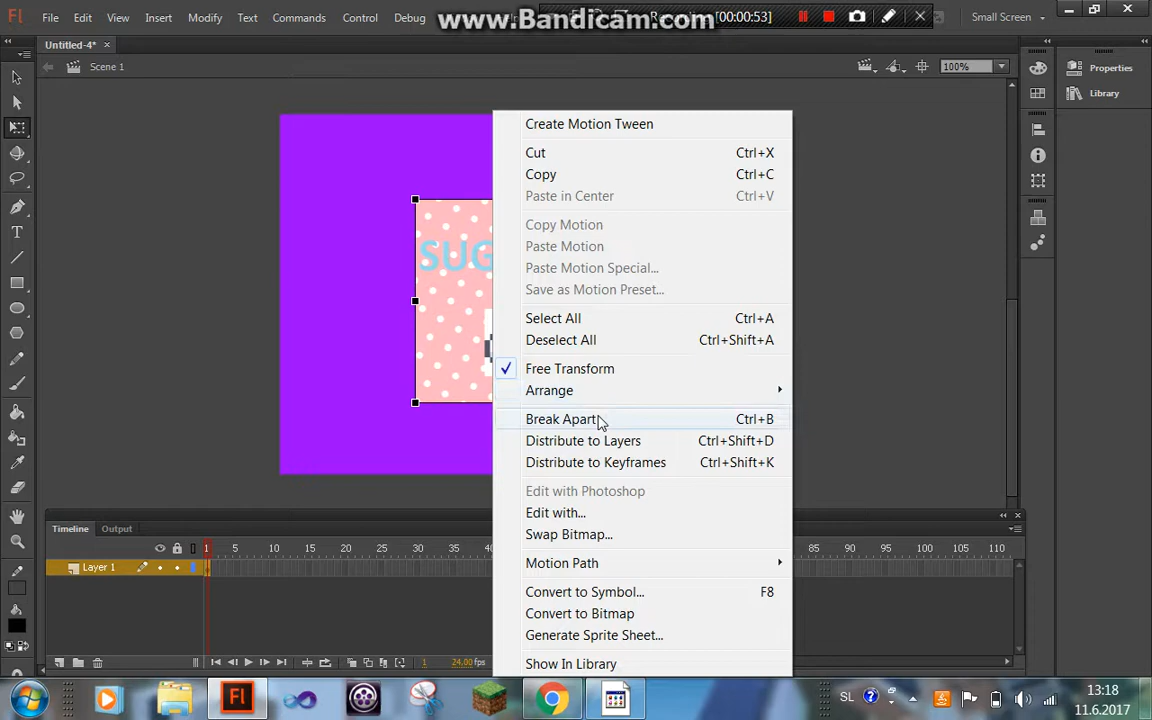 www.Bandicam.com
Recording [00:00:53]
Fl File Edit View Insert Modify Text Commands Control Debug Small Screen
Untitled-4* ×
Scene 1
100%
Properties
Library
SUG
Create Motion Tween
Cut Ctrl+X
Copy Ctrl+C
Paste in Center Ctrl+V
Copy Motion
Paste Motion
Paste Motion Special...
Save as Motion Preset...
Select All Ctrl+A
Deselect All Ctrl+Shift+A
Free Transform
Arrange
Break Apart Ctrl+B
Distribute to Layers Ctrl+Shift+D
Distribute to Keyframes Ctrl+Shift+K
Edit with Photoshop
Edit with...
Swap Bitmap...
Motion Path
Convert to Symbol... F8
Convert to Bitmap
Generate Sprite Sheet...
Show In Library
Timeline Output
1 5 10 15 20 25 30 35 40 85 90 95 100 105 110
Layer 1
1 24.00 fps
Fl
SL
13:18
11.6.2017